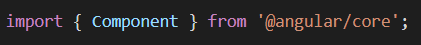 import { Component } from '@angular/core';